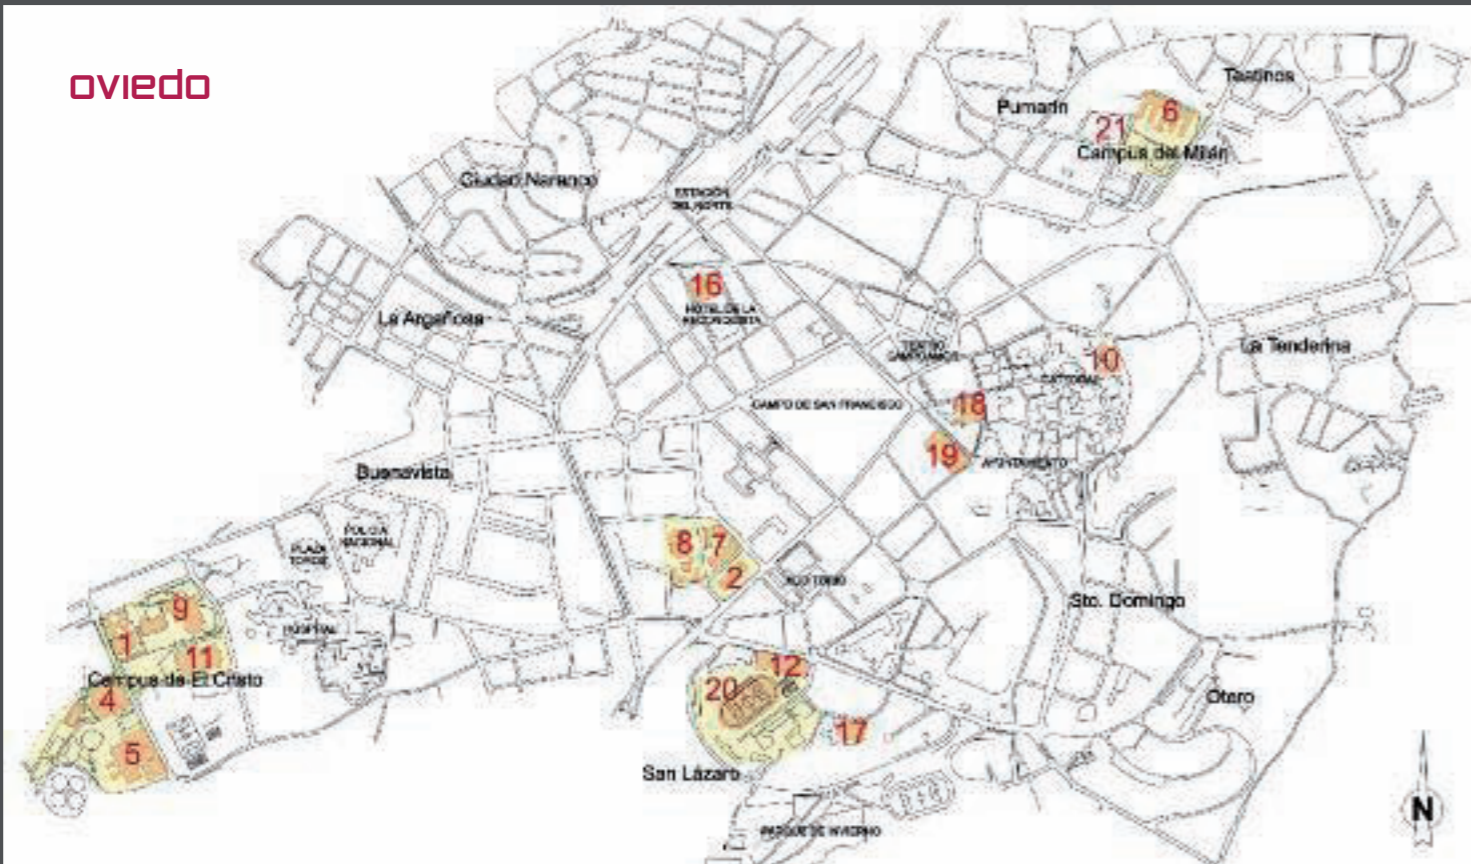 oviedo
Teatinos
Pumarín
6
21
Campus del Milán
Ciudad Naranco
ESTACIÓN
DEL NORTE
16
HOTEL DE LA
RECONQUISTA
La Argañosa
TEATRO
CAMPOAMOR
10
La Tenderina
CATEDRAL
CAMPO DE SAN FRANCISCO
18
19
AYUNTAMIENTO
Buenavista
POLICÍA
NACIONAL
PLAZA
TOROS
8
7
2
AUDITORIO
Sto. Domingo
9
1
HOSPITAL
11
Campus de El Cristo
12
4
20
Otero
17
5
San Lázaro
PARQUE DE INVIERNO
N